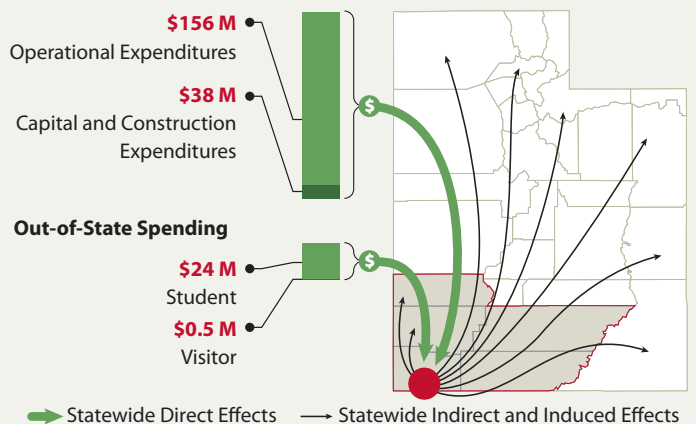 $156 M
Operational Expenditures
$38 M
Capital and Construction
Expenditures
$
Out-of-State Spending
$24 M
Student
$0.5 M
Visitor
$
Statewide Direct Effects
Statewide Indirect and Induced Effects